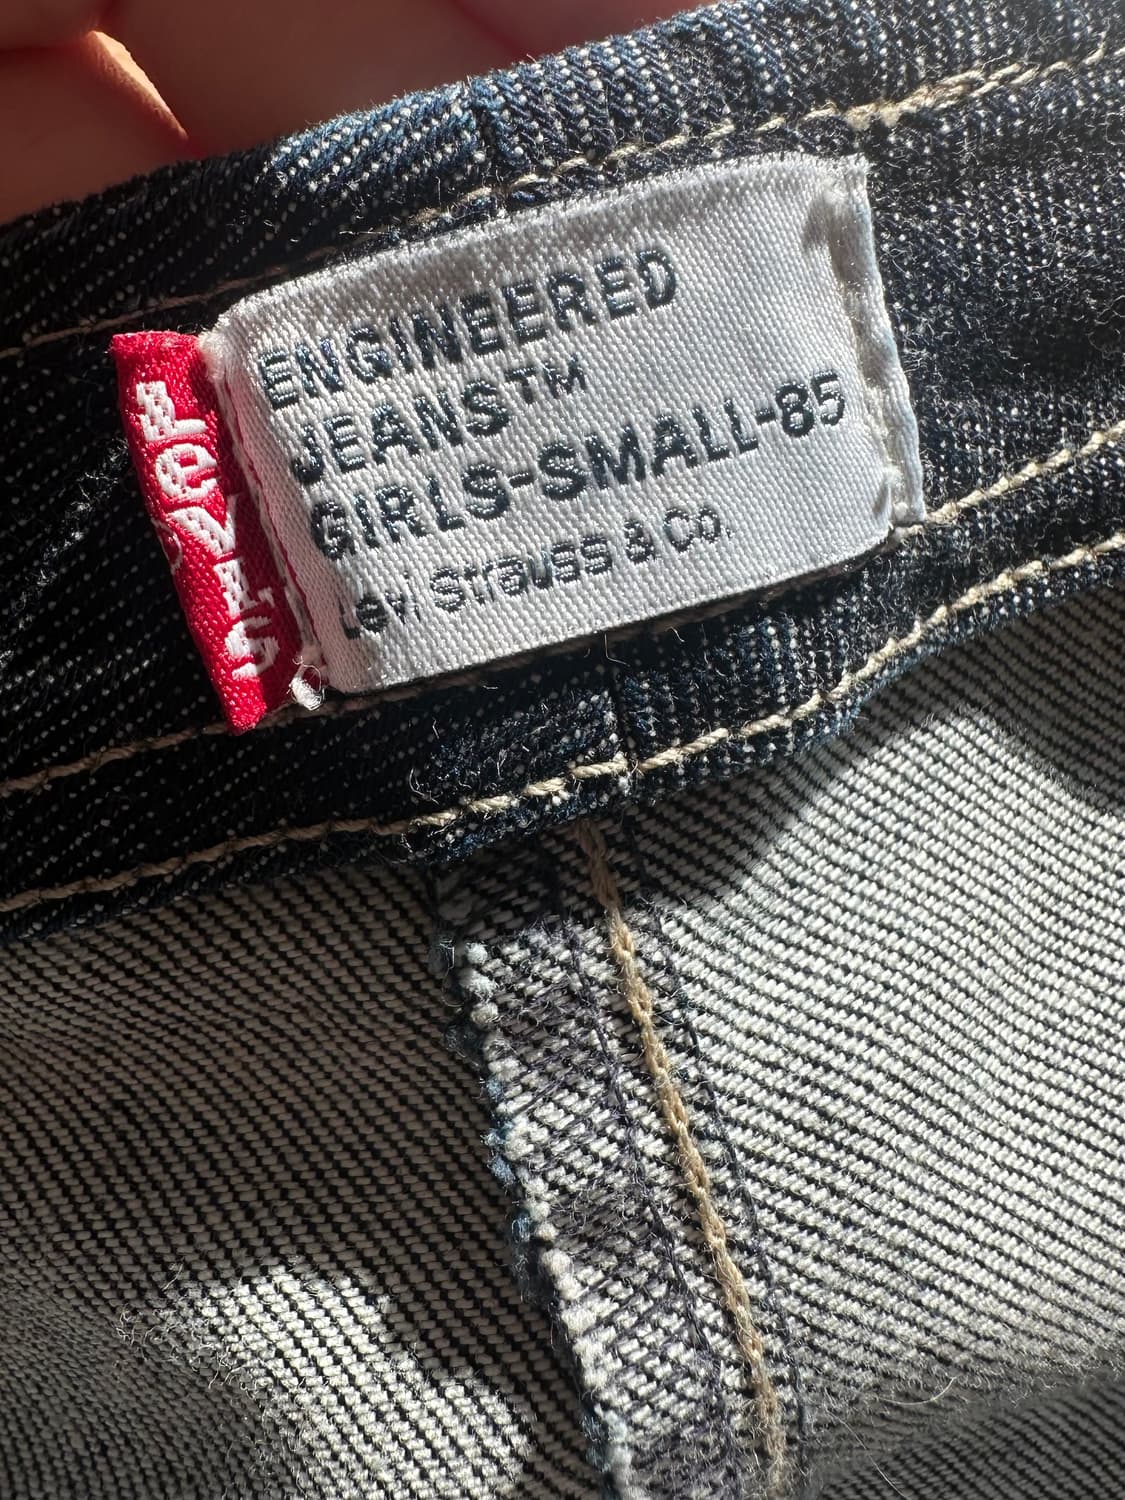 Levi's
ENGINEERED
JEANS™
GIRLS-SMALL-85
Levi Strauss & Co.